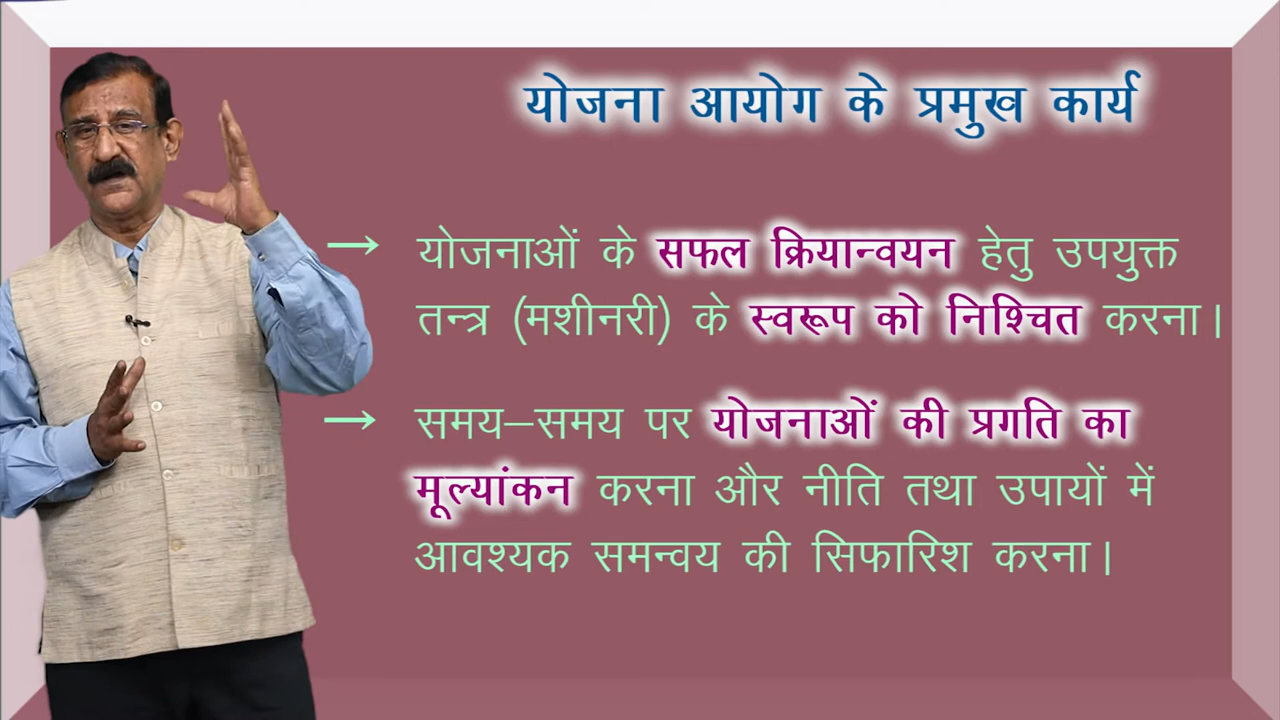 योजना आयोग के प्रमुख कार्य
→ योजनाओं के सफल क्रियान्वयन हेतु उपयुक्त
तन्त्र (मशीनरी) के स्वरूप को निश्चित करना।
→ समय–समय पर योजनाओं की प्रगति का
मूल्यांकन करना और नीति तथा उपायों में
आवश्यक समन्वय की सिफारिश करना।